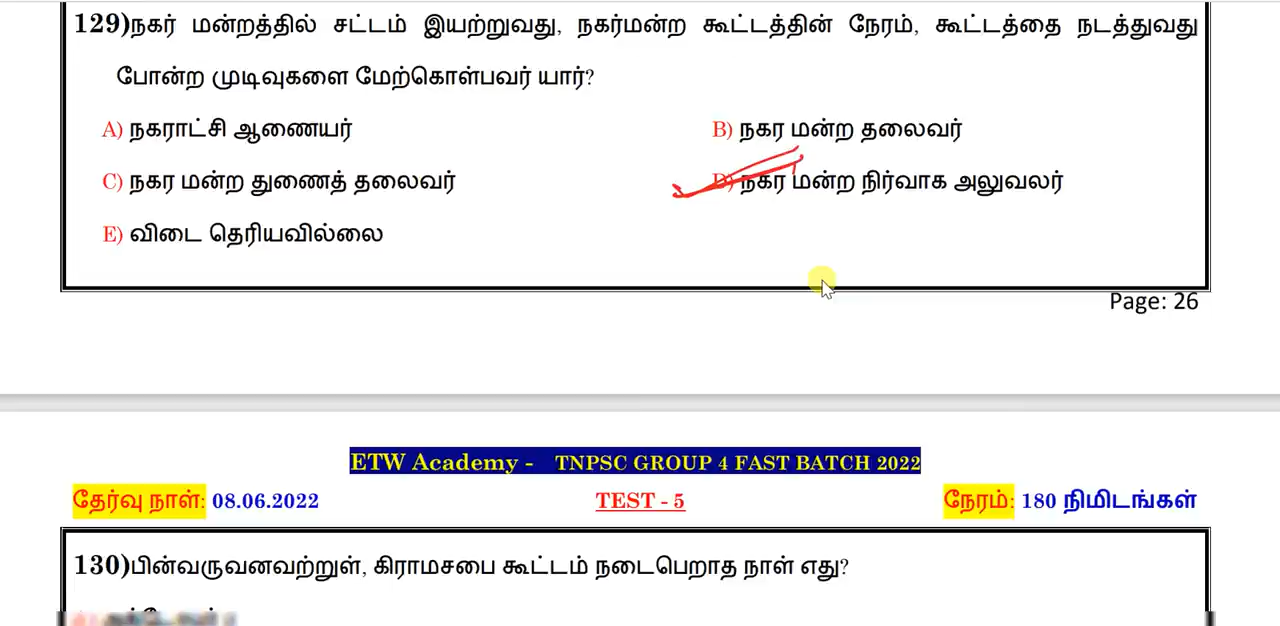 129)நகர் மன்றத்தில் சட்டம் இயற்றுவது, நகர்மன்ற கூட்டத்தின் நேரம், கூட்டத்தை நடத்துவது
போன்ற முடிவுகளை மேற்கொள்பவர் யார்?
A) நகராட்சி ஆணையர்
B) நகர மன்ற தலைவர்
C) நகர மன்ற துணைத் தலைவர்
D) நகர மன்ற நிர்வாக அலுவலர்
E) விடை தெரியவில்லை
Page: 26
ETW Academy - TNPSC GROUP 4 FAST BATCH 2022
தேர்வு நாள்: 08.06.2022
TEST - 5
நேரம்: 180 நிமிடங்கள்
130)பின்வருவனவற்றுள், கிராமசபை கூட்டம் நடைபெறாத நாள் எது?